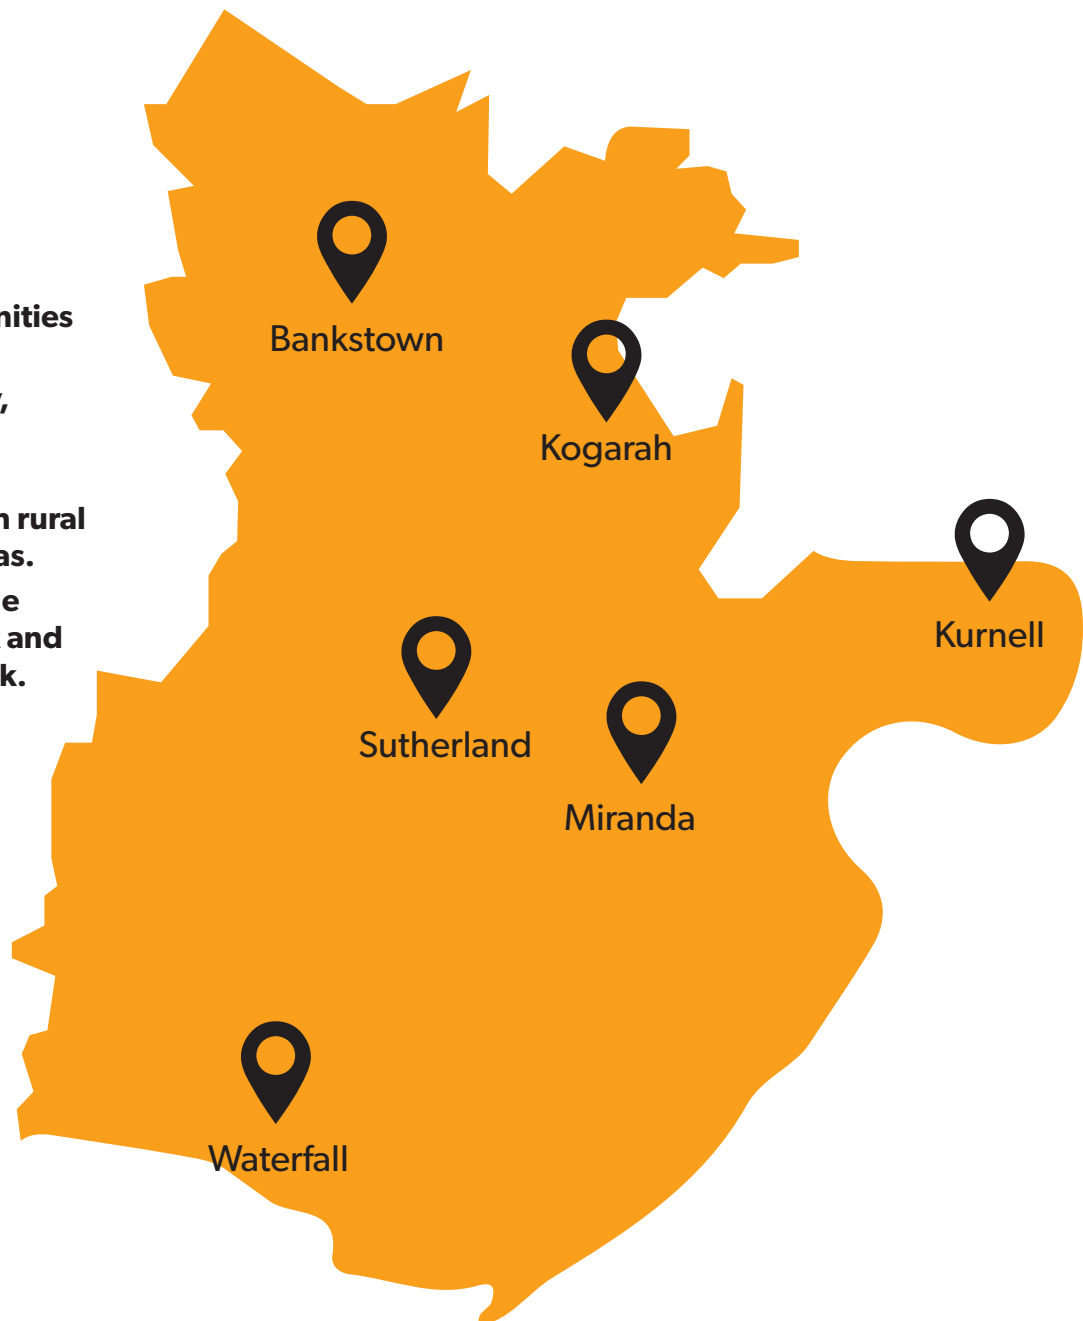 nities
,
n rural
as.
e
and
k.
Bankstown
Kogarah
Kurnell
Sutherland
Miranda
Waterfall